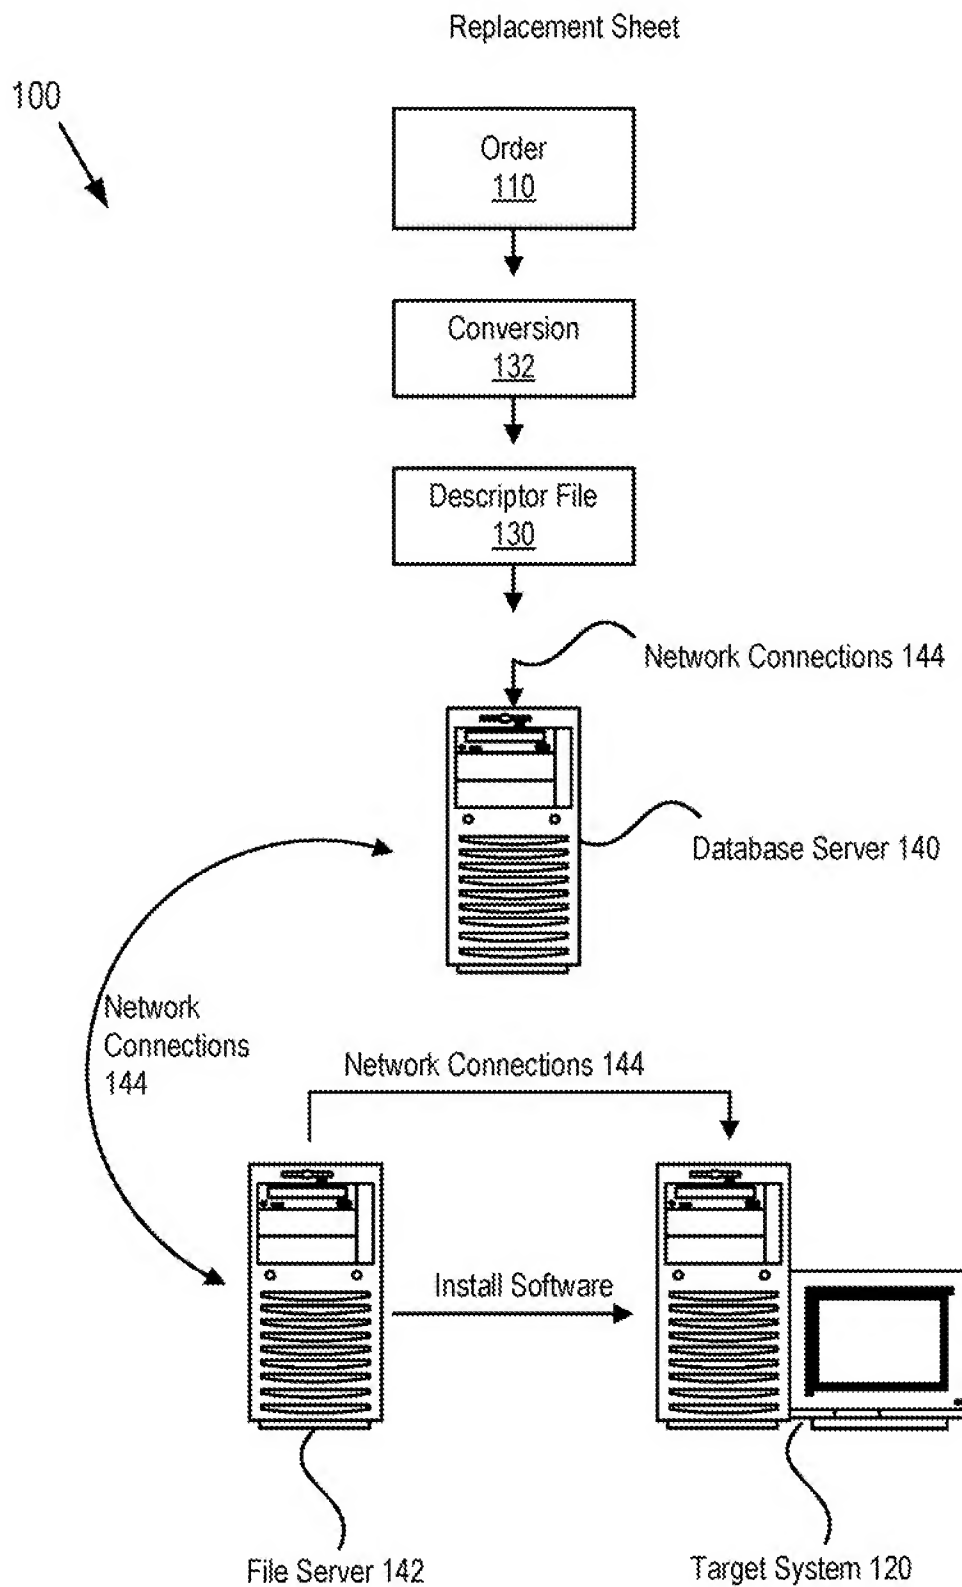 Replacement Sheet
100
Order
110
Conversion
132
Descriptor File
130
Network Connections 144
Database Server 140
Network
Connections
144
Network Connections 144
Install Software
File Server 142
Target System 120